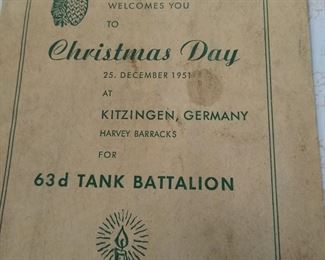 WELCOMES YOU
TO
Christmas Day
25. DECEMBER 1951
AT
KITZINGEN, GERMANY
HARVEY BARRACKS
FOR
63d TANK BATTALION